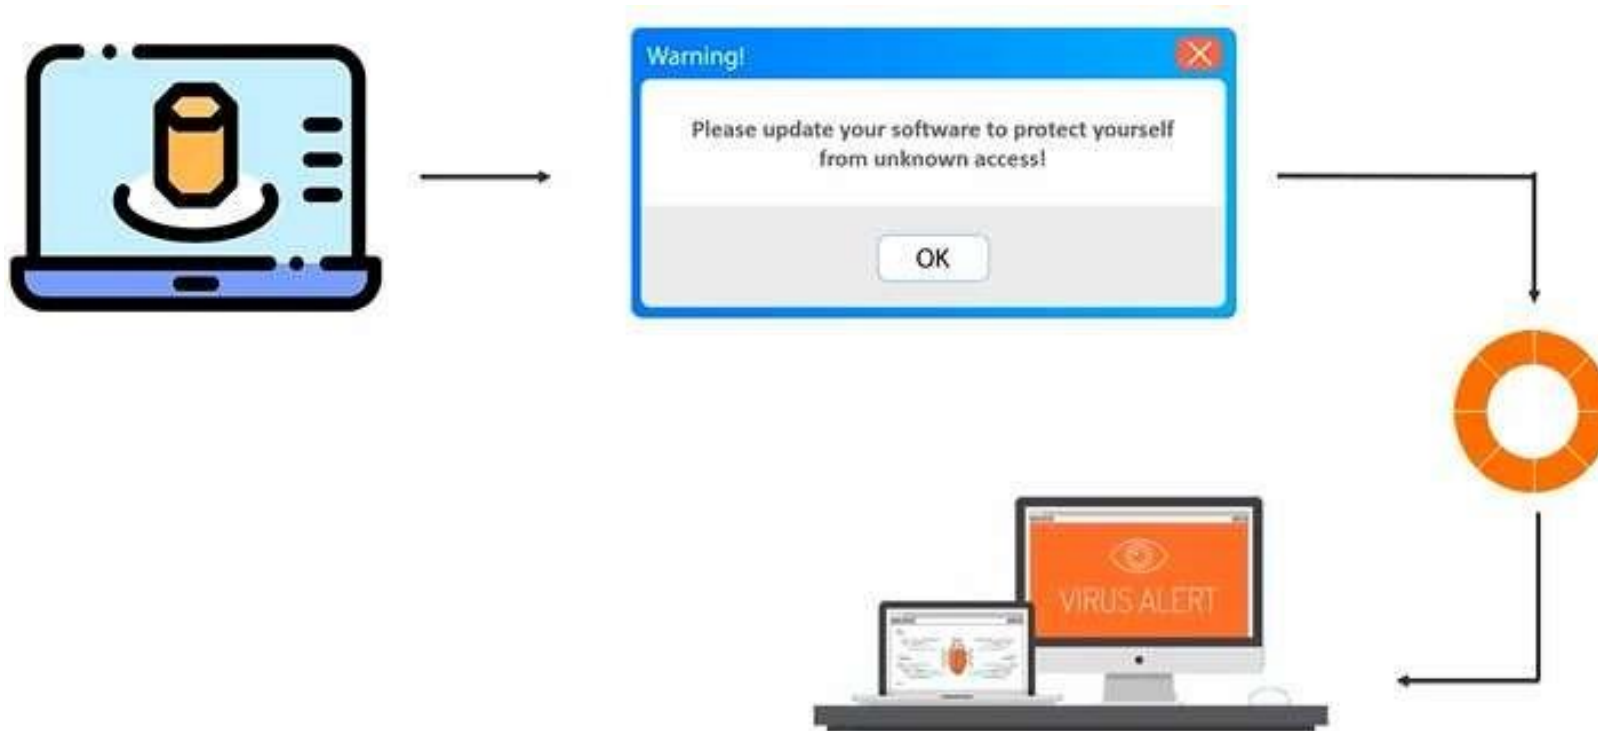 Warning!
Please update your software to protect yourself
from unknown access!
OK
VIRUS ALERT